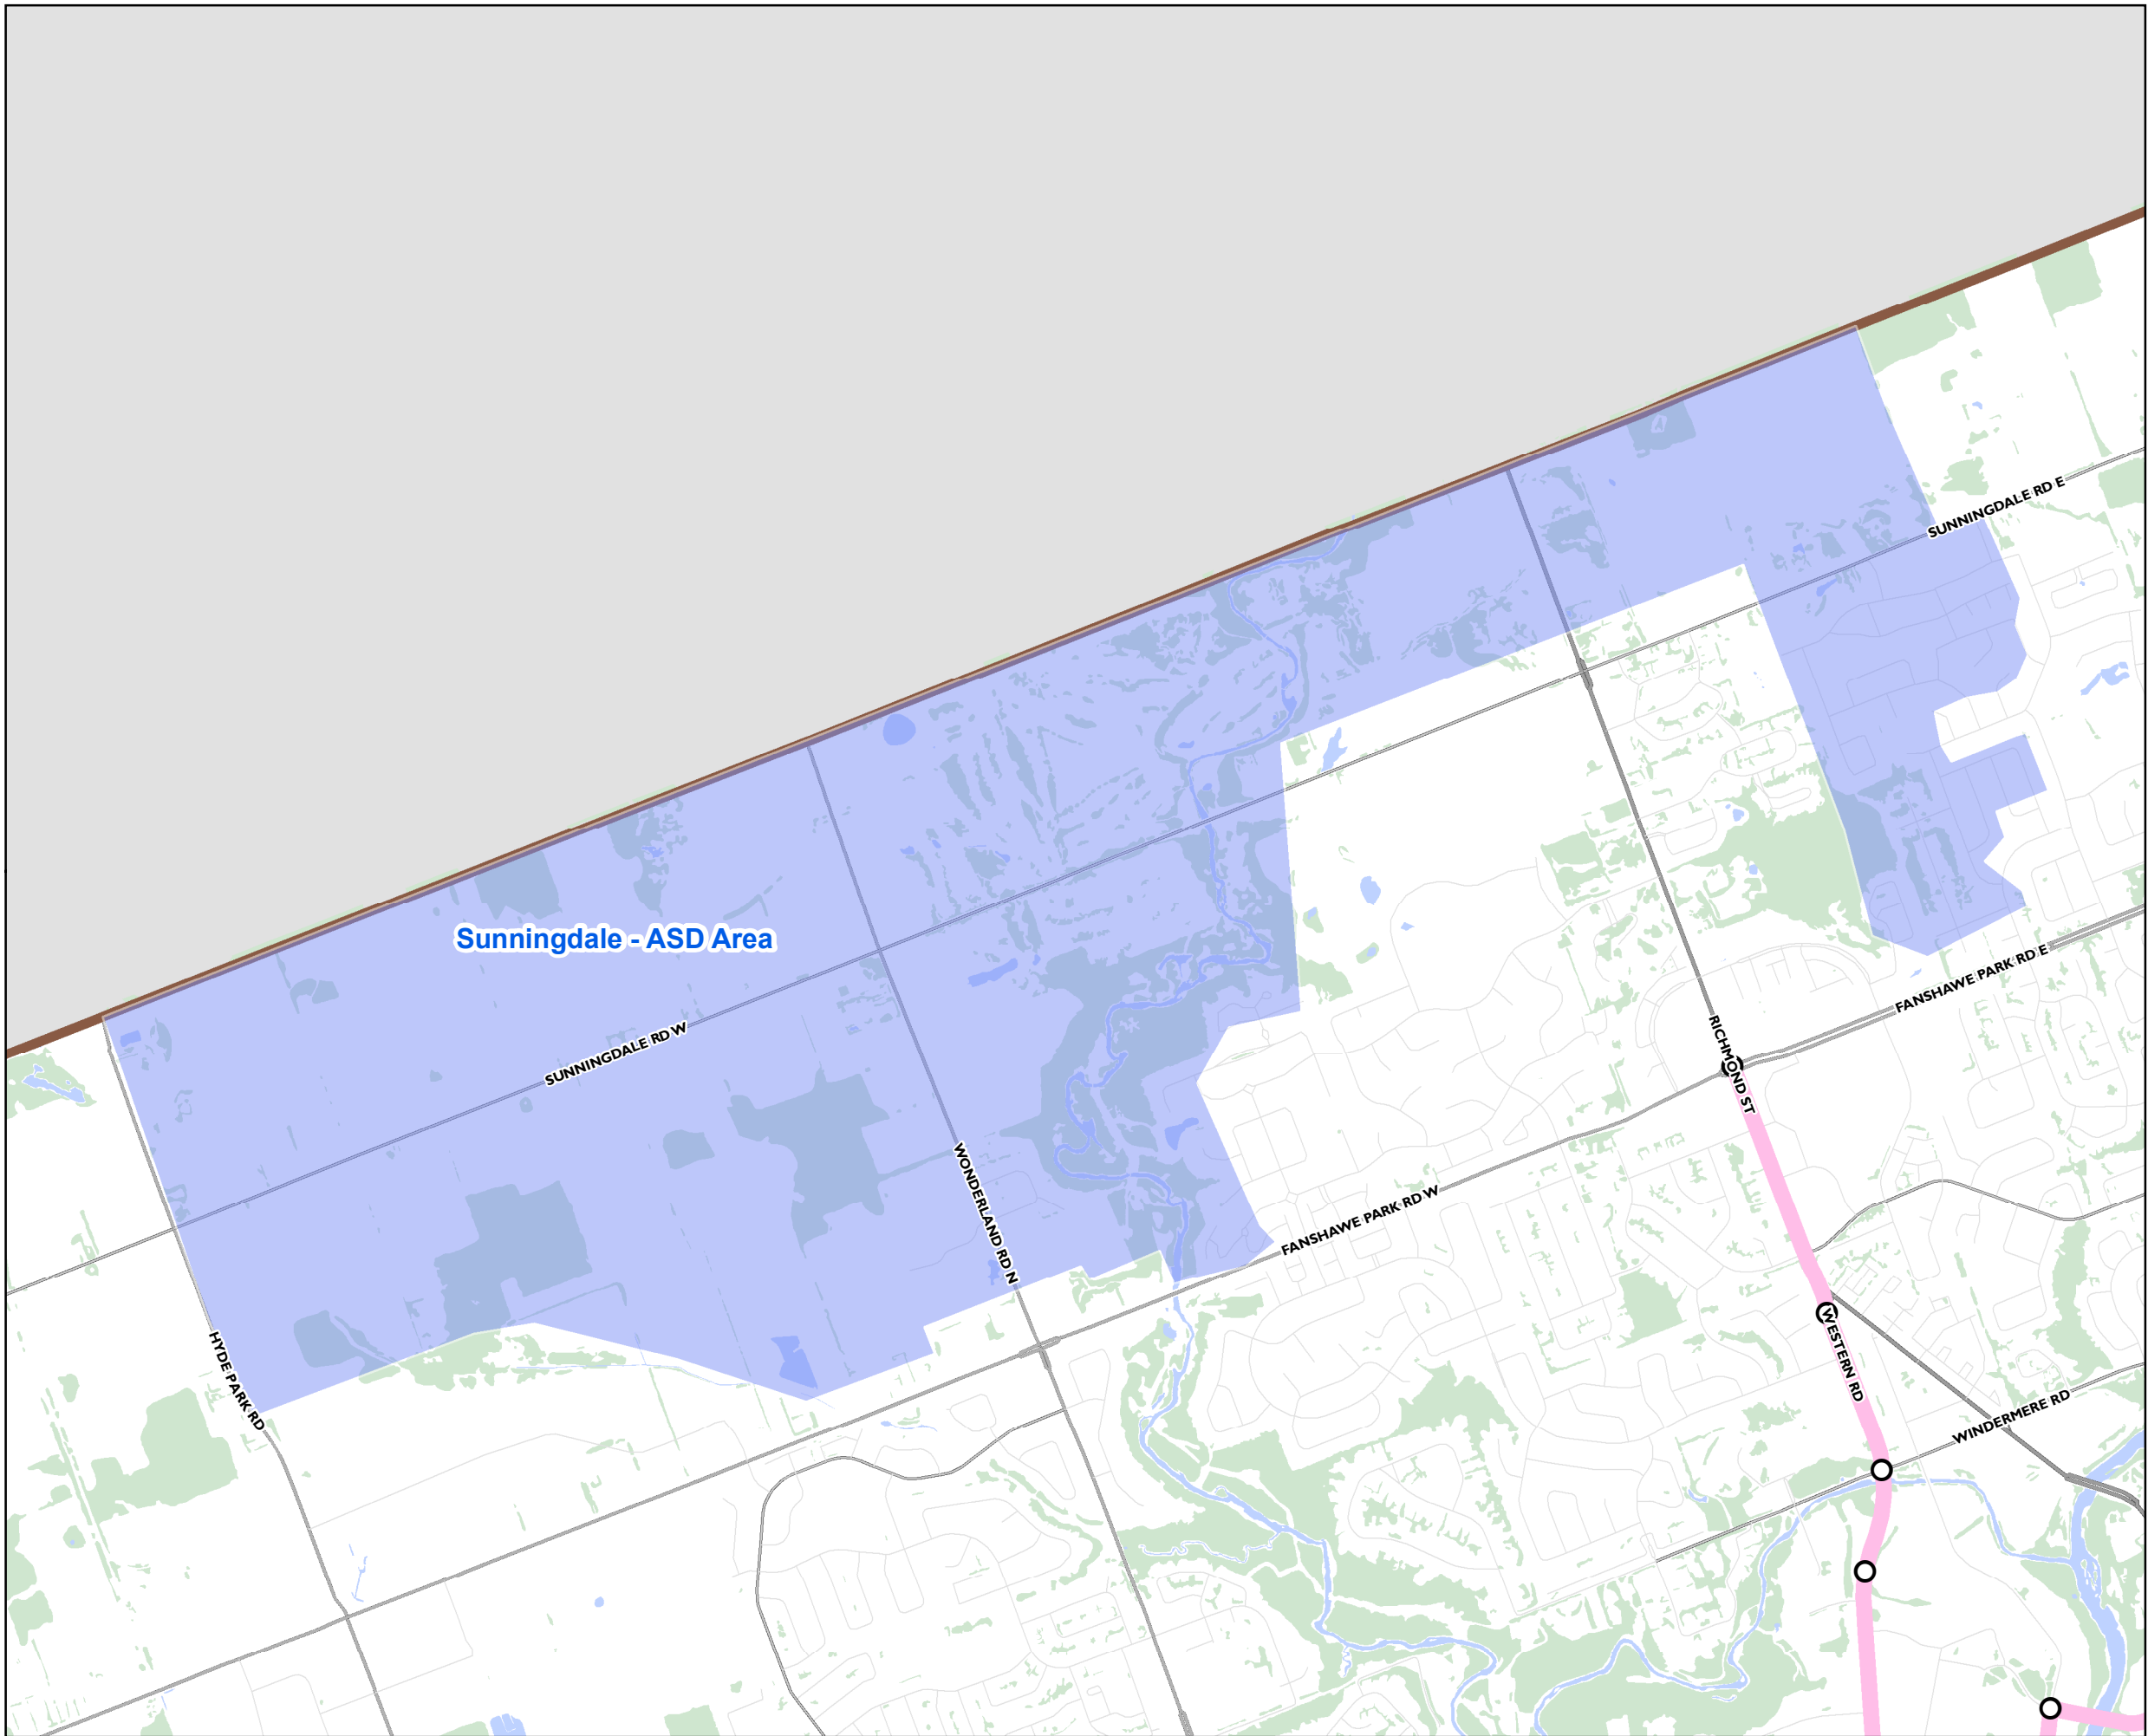 SUNNINGDALE RD E
Sunningdale - ASD Area
SUNNINGDALE RD W
FANSHAWE PARK RD E
RICHMOND ST
WONDERLAND RD N
FANSHAWE PARK RD W
HYDE PARK RD
WESTERN RD
WINDERMERE RD